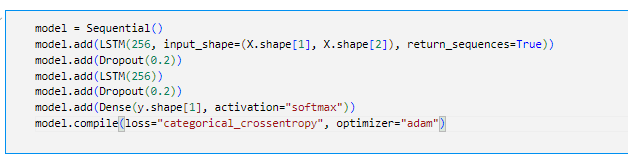 model = Sequential()
model.add(LSTM(256, input_shape=(X.shape[1], X.shape[2]), return_sequences=True))
model.add(Dropout(0.2))
model.add(LSTM(256))
model.add(Dropout(0.2))
model.add(Dense(y.shape[1], activation="softmax"))
model.compile(loss="categorical_crossentropy", optimizer="adam")